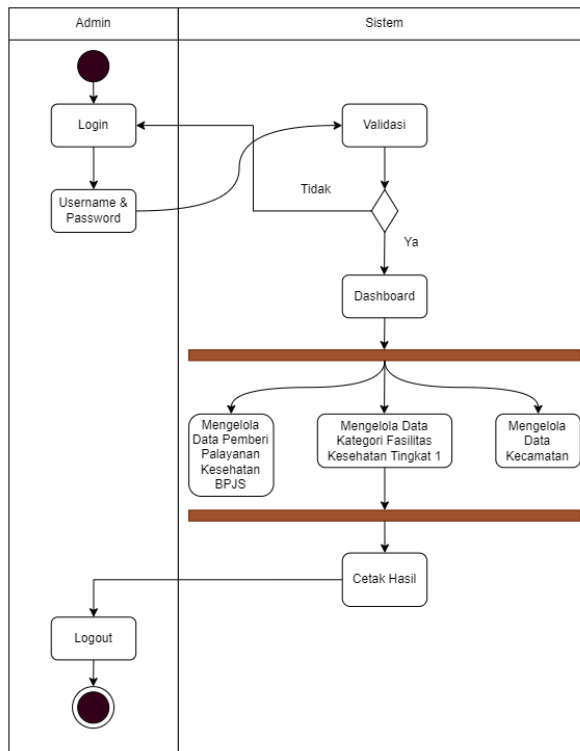 Admin
Sistem
Login
Validasi
Username &
Password
Tidak
Ya
Dashboard
Mengelola
Data Pemberi
Palayanan
Kesehatan
BPJS
Mengelola Data
Kategori Fasilitas
Kesehatan Tingkat 1
Mengelola
Data
Kecamatan
Cetak Hasil
Logout